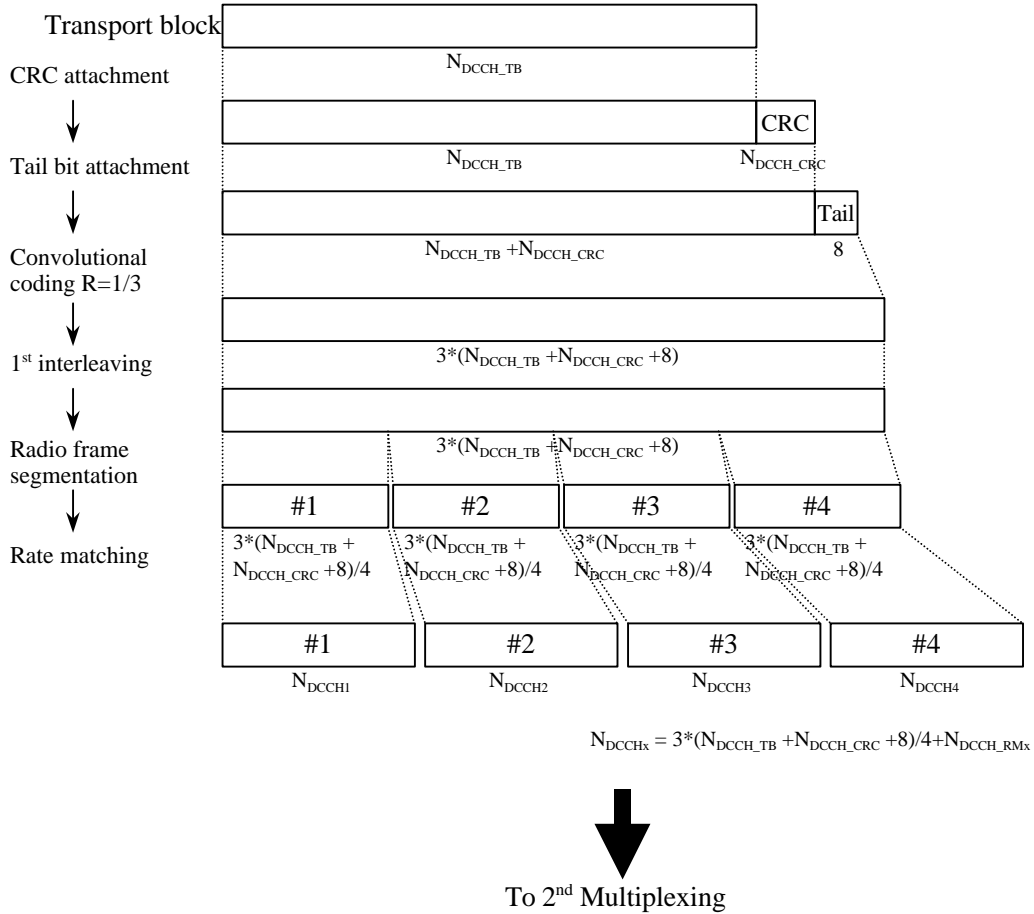 Transport block
N_DCCH_TB
CRC attachment
CRC
N_DCCH_TB N_DCCH_CRC
Tail bit attachment
Tail
N_DCCH_TB +N_DCCH_CRC 8
Convolutional
coding R=1/3
3*(N_DCCH_TB +N_DCCH_CRC +8)
1st interleaving
3*(N_DCCH_TB +N_DCCH_CRC +8)
Radio frame
segmentation
#1 #2 #3 #4
Rate matching
3*(N_DCCH_TB + 3*(N_DCCH_TB + 3*(N_DCCH_TB + 3*(N_DCCH_TB +
N_DCCH_CRC +8)/4 N_DCCH_CRC +8)/4 N_DCCH_CRC +8)/4 N_DCCH_CRC +8)/4
#1 #2 #3 #4
N_DCCH1 N_DCCH2 N_DCCH3 N_DCCH4
N_DCCHx = 3*(N_DCCH_TB +N_DCCH_CRC +8)/4+N_DCCH_RMx
To 2nd Multiplexing